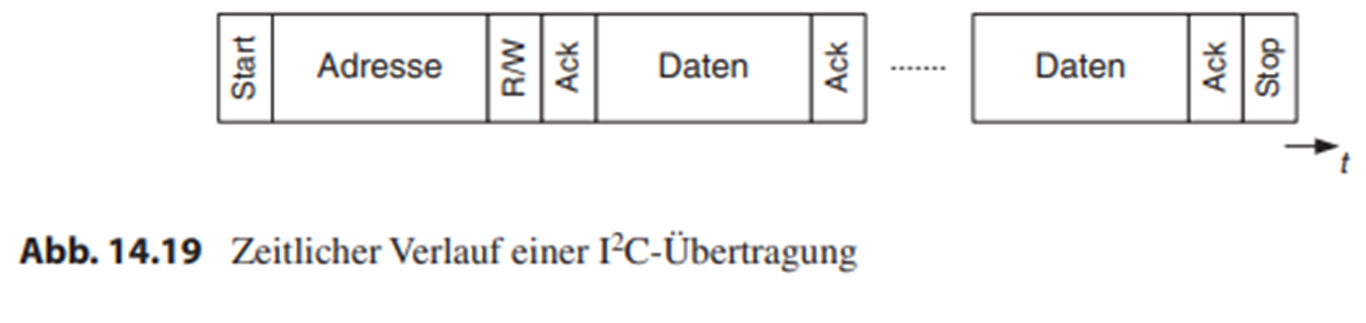 Start Adresse R/W Ack Daten Ack ....... Daten Ack Stop
t
Abb. 14.19 Zeitlicher Verlauf einer I²C-Übertragung